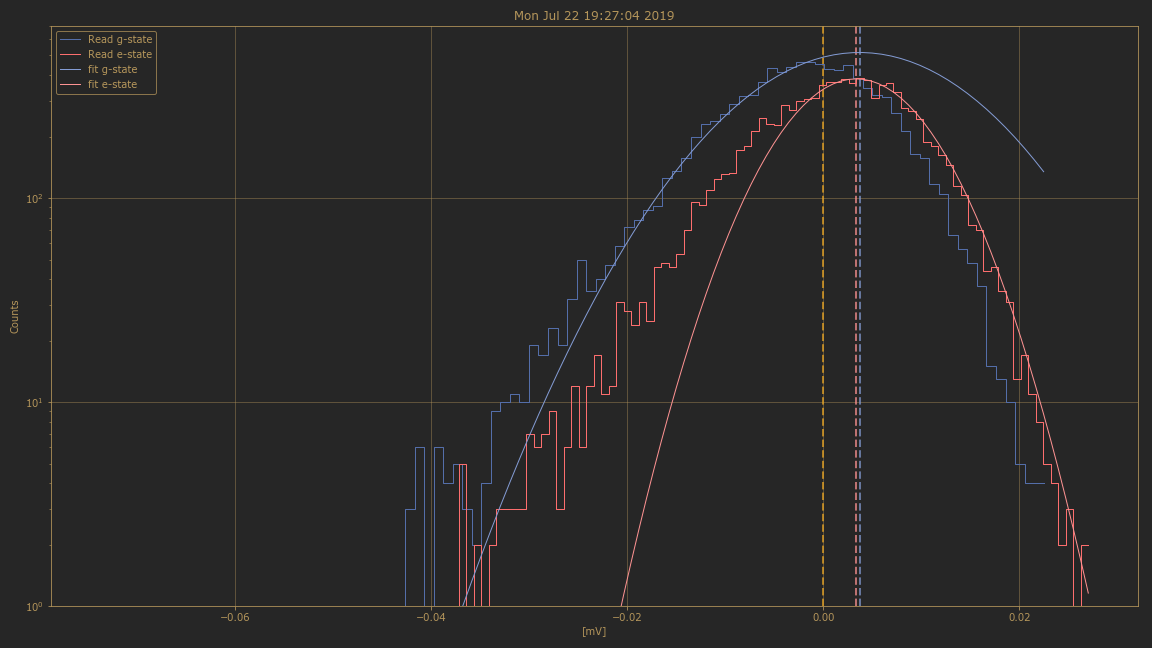 Mon Jul 22 19:27:04 2019
Read g-state
Read e-state
fit g-state
fit e-state
Counts
10²
10¹
10⁰
−0.06
−0.04
−0.02
0.00
0.02
[mV]